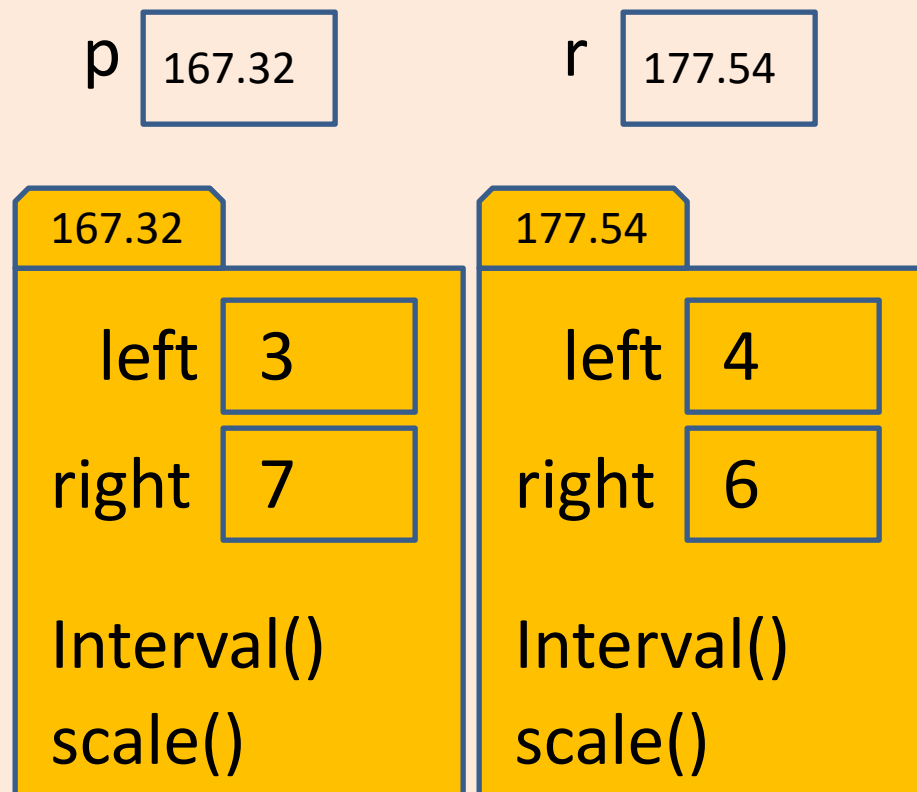 p 167.32
r 177.54
167.32
left 3
right 7
Interval()
scale()
177.54
left 4
right 6
Interval()
scale()